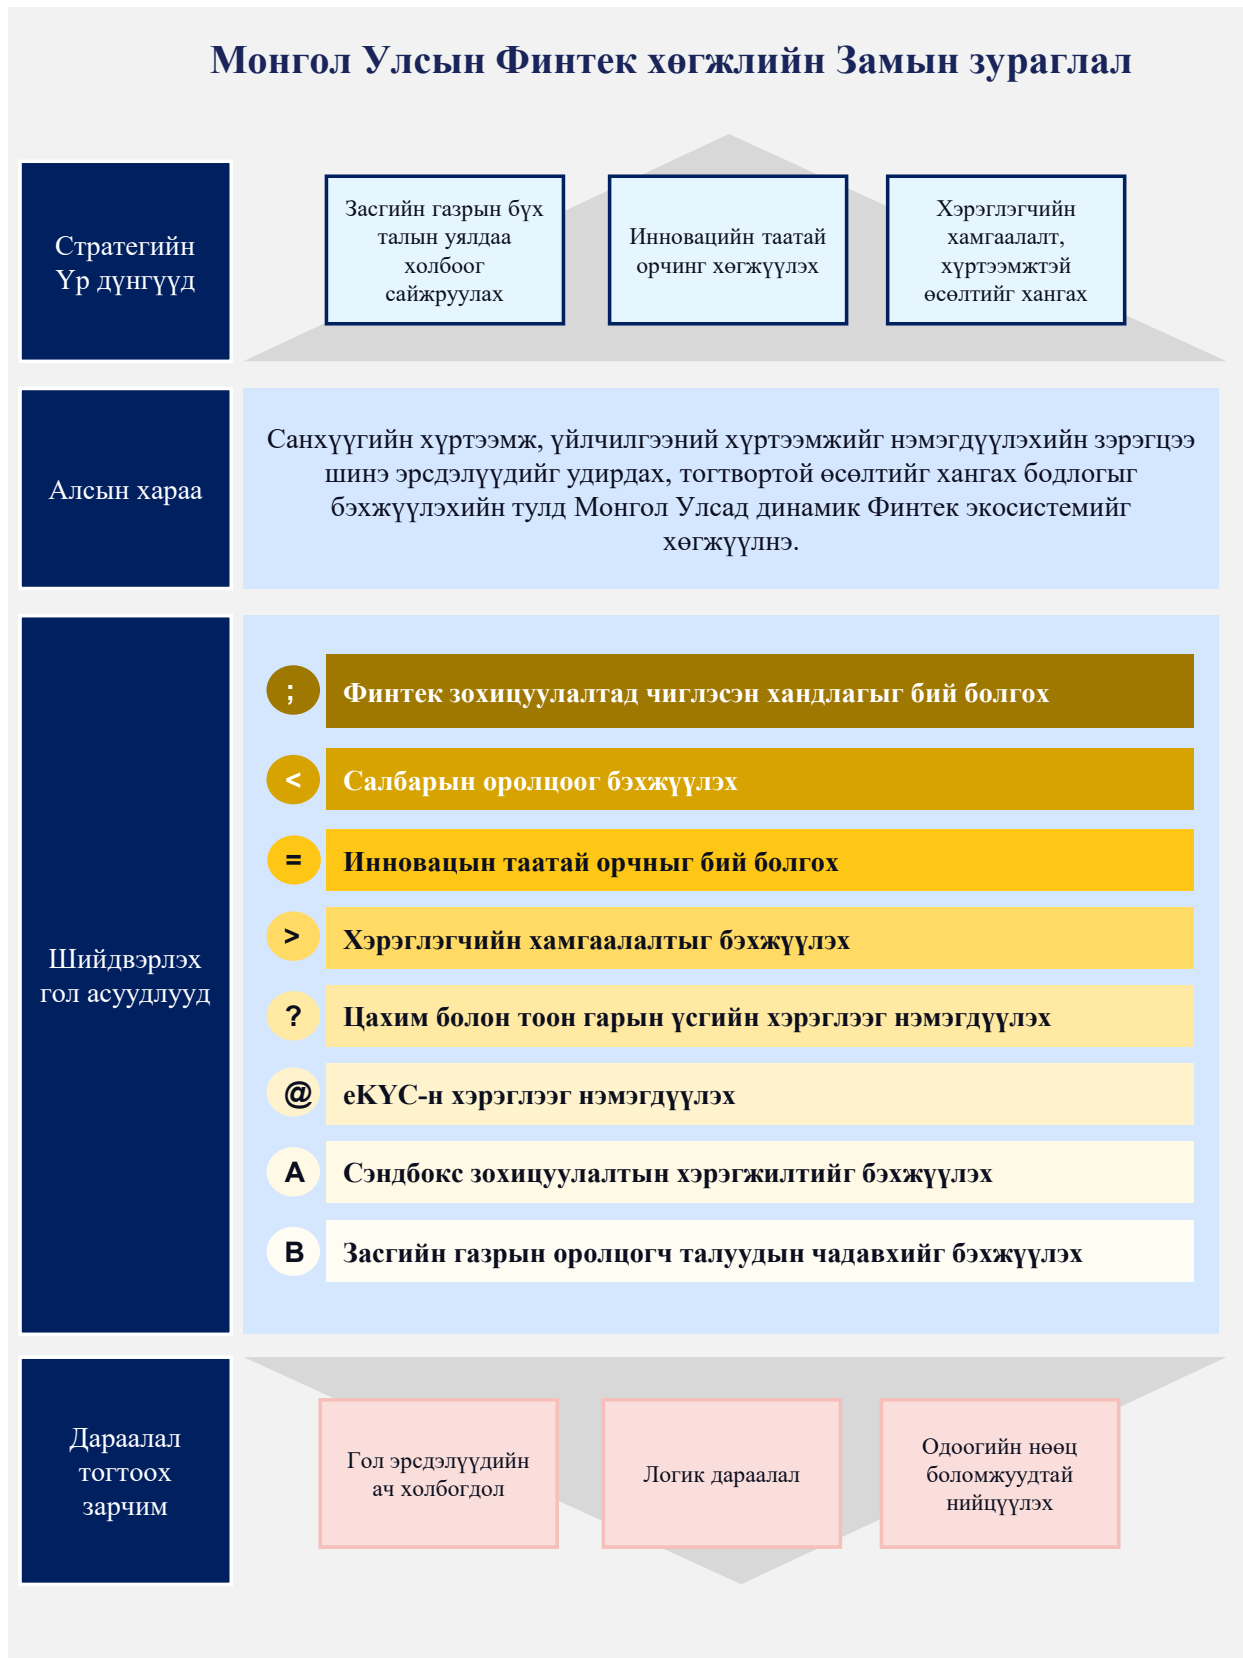 Монгол Улсын Финтек хөгжлийн Замын зураглал
Стратегийн
Үр дүнгүүд
Засгийн газрын бүх
талын уялдаа
холбоог
сайжруулах
Инновацийн таатай
орчинг хөгжүүлэх
Хэрэглэгчийн
хамгаалалт,
хүртээмжтэй
өсөлтийг хангах
Алсын хараа
Санхүүгийн хүртээмж, үйлчилгээний хүртээмжийг нэмэгдүүлэхийн зэрэгцээ
шинэ эрсдэлүүдийг удирдах, тогтвортой өсөлтийг хангах бодлогыг
бэхжүүлэхийн тулд Монгол Улсад динамик Финтек экосистемийг
хөгжүүлнэ.
Шийдвэрлэх
гол асуудлууд
; Финтек зохицуулалтад чиглэсэн хандлагыг бий болгох
< Салбарын оролцоог бэхжүүлэх
= Инновацын таатай орчныг бий болгох
> Хэрэглэгчийн хамгаалалтыг бэхжүүлэх
? Цахим болон тоон гарын үсгийн хэрэглээг нэмэгдүүлэх
@ eKYC-н хэрэглээг нэмэгдүүлэх
A Сэндбокс зохицуулалтын хэрэгжилтийг бэхжүүлэх
B Засгийн газрын оролцогч талуудын чадавхийг бэхжүүлэх
Дараалал
тогтоох
зарчим
Гол эрсдэлүүдийн
ач холбогдол
Логик дараалал
Одоогийн нөөц
боломжуудтай
нийцүүлэх